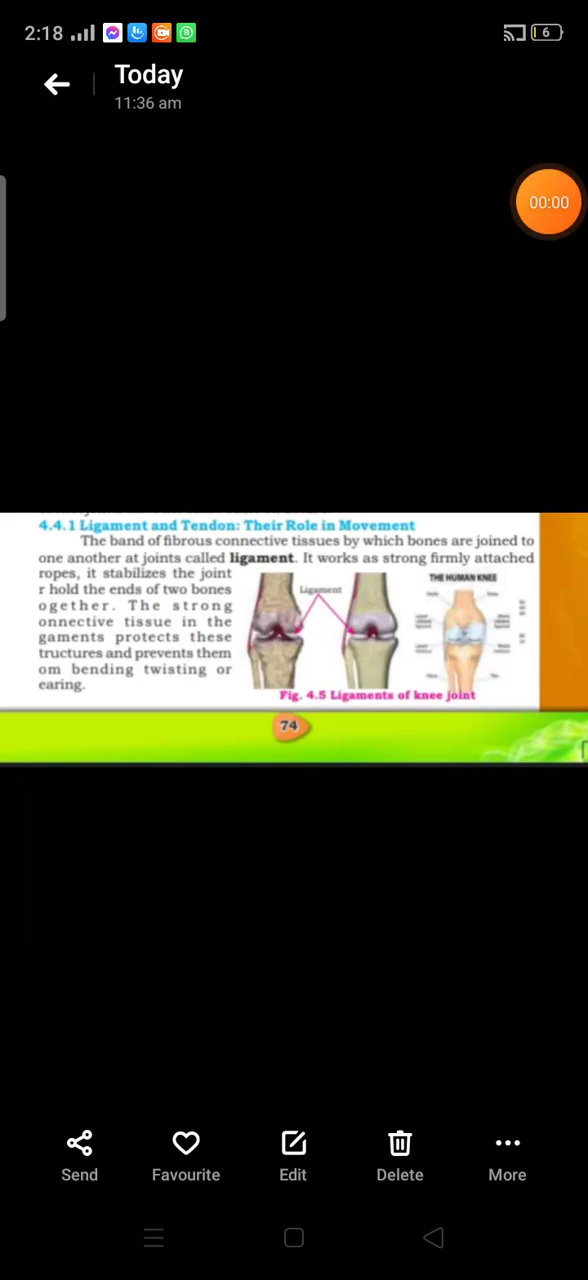 2:18
6
Today
11:36 am
00:00
4.4.1 Ligament and Tendon: Their Role in Movement
The band of fibrous connective tissues by which bones are joined to
one another at joints called ligament. It works as strong firmly attached
ropes, it stabilizes the joint
r hold the ends of two bones
ogether. The strong
onnective tissue in the
gaments protects these
tructures and prevents them
om bending twisting or
earing.
Ligament
THE HUMAN KNEE
Fig. 4.5 Ligaments of knee joint
74
Send
Favourite
Edit
Delete
More